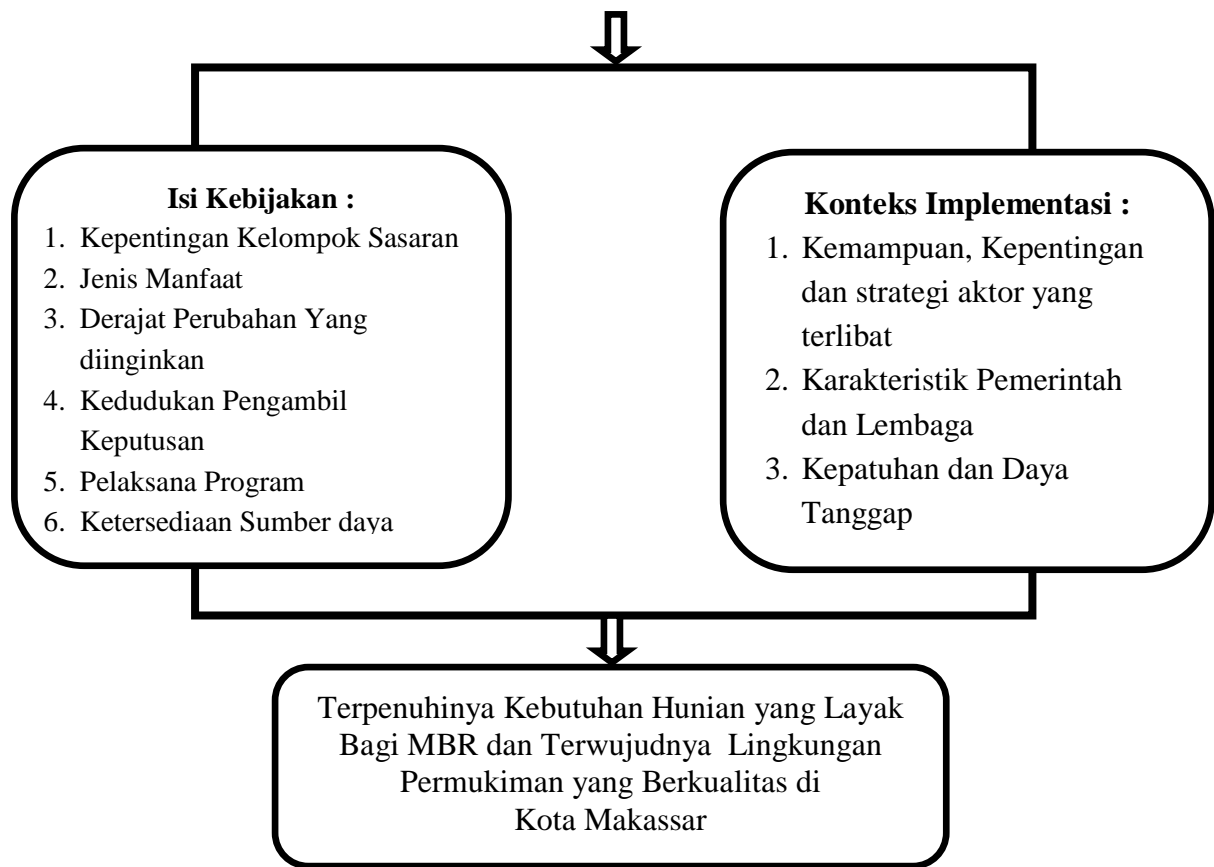 Isi Kebijakan :
1. Kepentingan Kelompok Sasaran
2. Jenis Manfaat
3. Derajat Perubahan Yang
diinginkan
4. Kedudukan Pengambil
Keputusan
5. Pelaksana Program
6. Ketersediaan Sumber daya
Konteks Implementasi :
1. Kemampuan, Kepentingan
dan strategi aktor yang
terlibat
2. Karakteristik Pemerintah
dan Lembaga
3. Kepatuhan dan Daya
Tanggap
Terpenuhinya Kebutuhan Hunian yang Layak
Bagi MBR dan Terwujudnya Lingkungan
Permukiman yang Berkualitas di
Kota Makassar